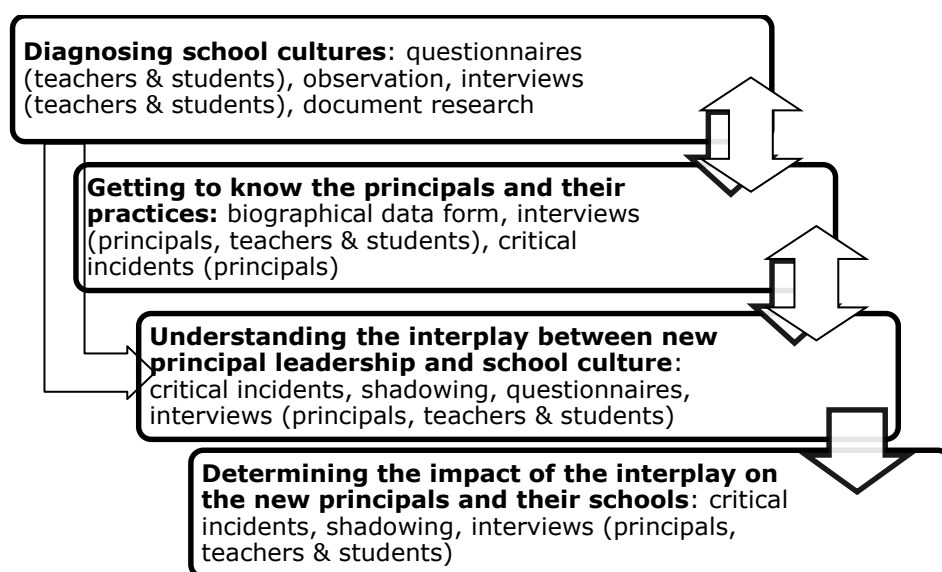 Diagnosing school cultures: questionnaires
(teachers & students), observation, interviews
(teachers & students), document research
Getting to know the principals and their
practices: biographical data form, interviews
(principals, teachers & students), critical
incidents (principals)
Understanding the interplay between new
principal leadership and school culture:
critical incidents, shadowing, questionnaires,
interviews (principals, teachers & students)
Determining the impact of the interplay on
the new principals and their schools: critical
incidents, shadowing, interviews (principals,
teachers & students)